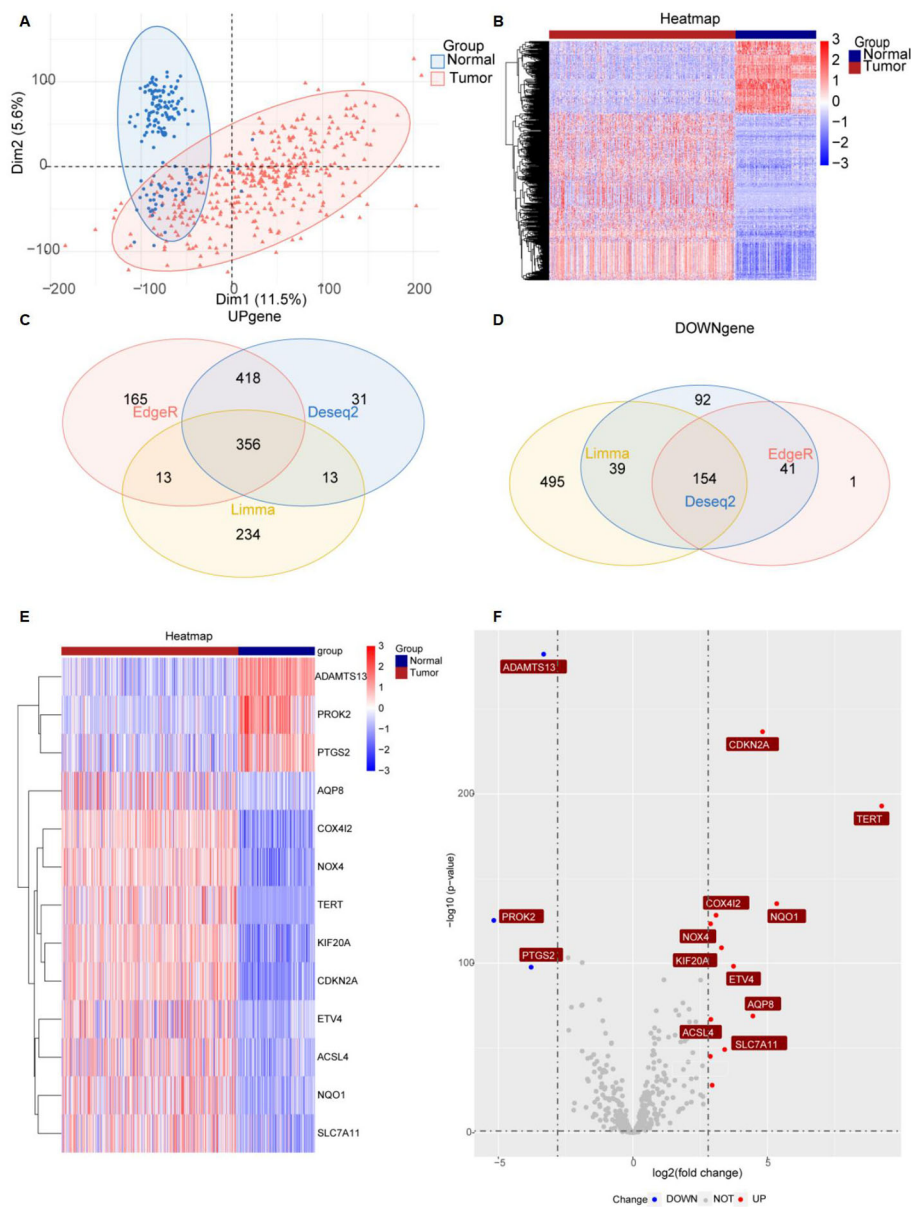 A
Group
Normal
Tumor
100
0
−100
−200
−100
0
100
200
Dim2 (5.6%)
Dim1 (11.5%)
B
Heatmap
3
2
1
0
−1
−2
−3
Group
Normal
Tumor
C
UPgene
418
165
31
EdgeR
Deseq2
356
13
13
Limma
234
D
DOWNgene
92
Limma
EdgeR
495
39
154
41
1
Deseq2
E
Heatmap
group
3
2
1
0
−1
−2
−3
Group
Normal
Tumor
ADAMTS13
PROK2
PTGS2
AQP8
COX4I2
NOX4
TERT
KIF20A
CDKN2A
ETV4
ACSL4
NQO1
SLC7A11
F
ADAMTS13
CDKN2A
200
TERT
COX4I2
PROK2
NQO1
NOX4
PTGS2
KIF20A
100
ETV4
AQP8
ACSL4
SLC7A11
0
−log10 (p−value)
−5
0
5
log2(fold change)
Change DOWN NOT UP